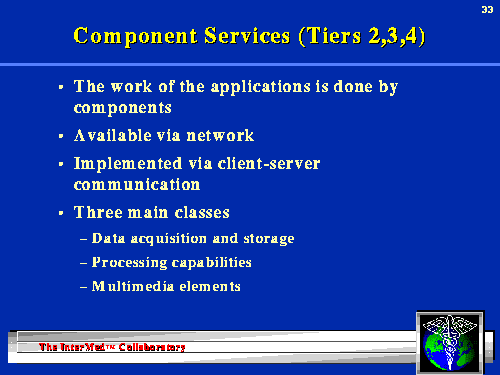 33
Component Services (Tiers 2,3,4)
• The work of the applications is done by
components
• Available via network
• Implemented via client-server
communication
• Three main classes
– Data acquisition and storage
– Processing capabilities
– Multimedia elements
The InterMed™ Collaboratory